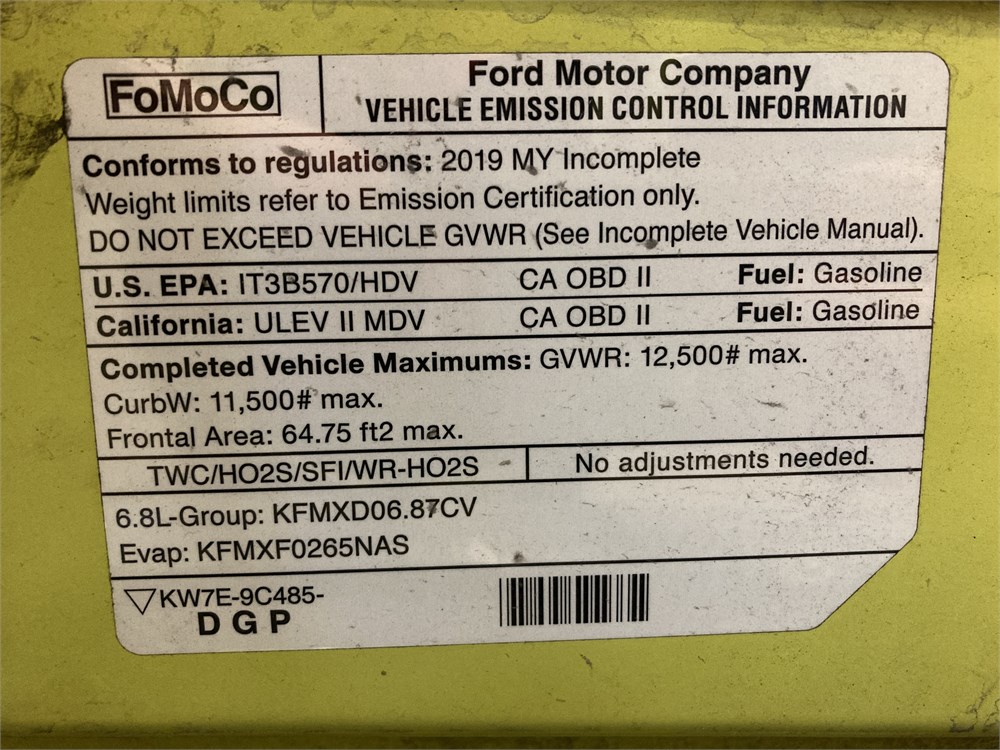 FoMoCo
Ford Motor Company
VEHICLE EMISSION CONTROL INFORMATION
Conforms to regulations: 2019 MY Incomplete
Weight limits refer to Emission Certification only.
DO NOT EXCEED VEHICLE GVWR (See Incomplete Vehicle Manual).
U.S. EPA: IT3B570/HDV CA OBD II Fuel: Gasoline
California: ULEV II MDV CA OBD II Fuel: Gasoline
Completed Vehicle Maximums: GVWR: 12,500# max.
CurbW: 11,500# max.
Frontal Area: 64.75 ft2 max.
TWC/HO2S/SFI/WR-HO2S No adjustments needed.
6.8L-Group: KFMXD06.87CV
Evap: KFMXF0265NAS
KW7E-9C485-
D G P